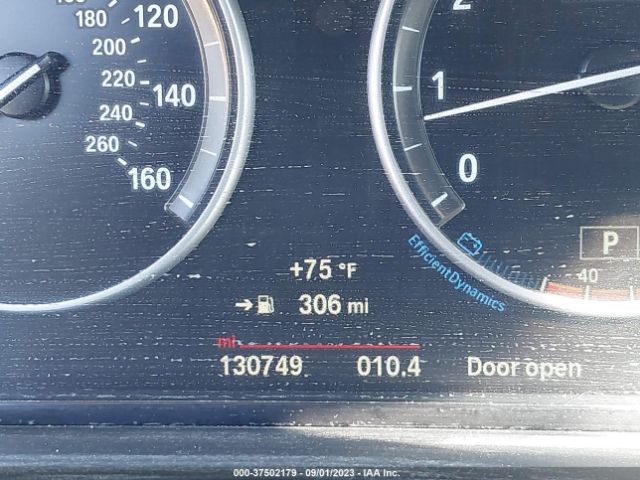 180 120
200
220 140
240
260
160
2
1
0
P
EfficientDynamics
40
+75 °F
306 mi
mi
130749 010.4 Door open
000-37502179 - 09/01/2023 - IAA Inc.